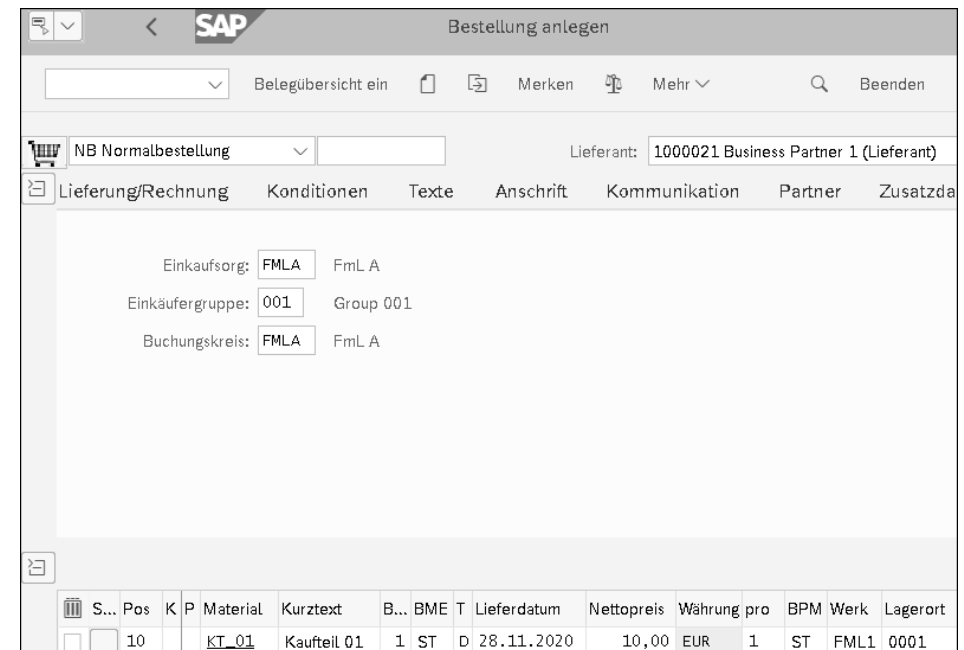 SAP Bestellung anlegen
Belegübersicht ein Merken Mehr Beenden
NB Normalbestellung Lieferant: 1000021 Business Partner 1 (Lieferant)
Lieferung/Rechnung Konditionen Texte Anschrift Kommunikation Partner Zusatzda
Einkaufsorg: FMLA FmL A
Einkäufergruppe: 001 Group 001
Buchungskreis: FMLA FmL A
S... Pos K P Material Kurztext B... BME T Lieferdatum Nettopreis Währung pro BPM Werk Lagerort
10 KT_01 Kaufteil 01 1 ST D 28.11.2020 10,00 EUR 1 ST FML1 0001